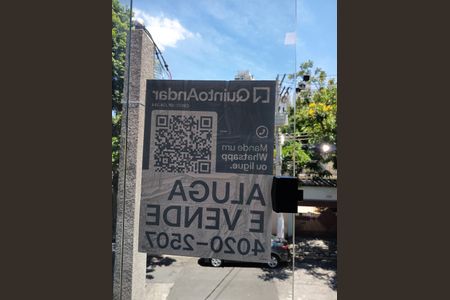 QuintoAndar
Mande um
Whatsapp
ou ligue.
ALUGA
E VENDE
4020-2507